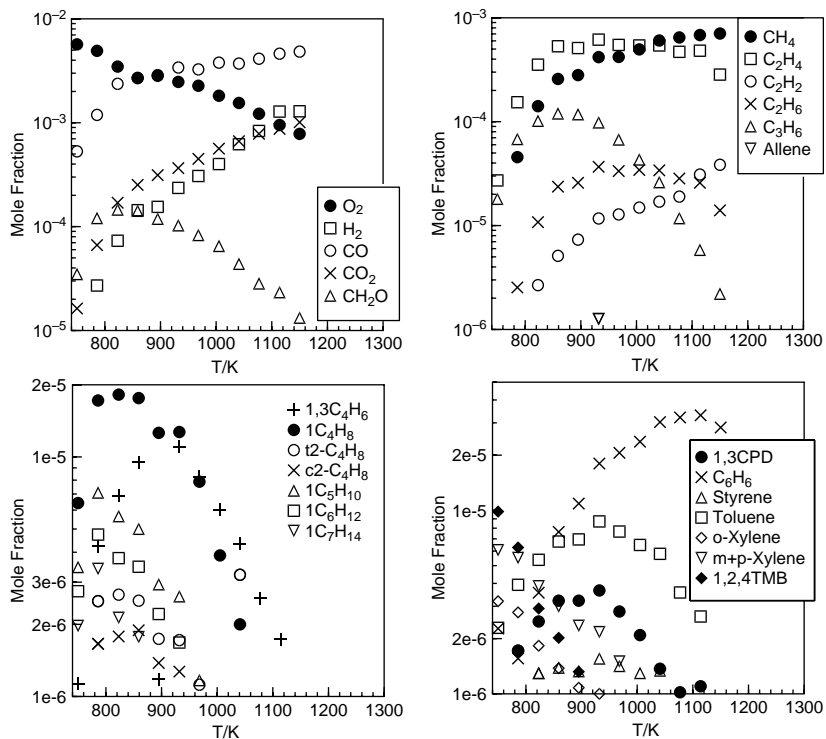 10⁻²
10⁻³
10⁻⁴
10⁻⁵
Mole Fraction
800 900 1000 1100 1200 1300
T/K
O₂
H₂
CO
CO₂
CH₂O
10⁻³
10⁻⁴
10⁻⁵
10⁻⁶
Mole Fraction
800 900 1000 1100 1200 1300
T/K
CH₄
C₂H₄
C₂H₂
C₂H₆
C₃H₆
Allene
2e-5
1e-5
3e-6
2e-6
1e-6
Mole Fraction
800 900 1000 1100 1200 1300
T/K
1,3C₄H₆
1C₄H₈
t2-C₄H₈
c2-C₄H₈
1C₅H₁₀
1C₆H₁₂
1C₇H₁₄
2e-5
1e-5
2e-6
1e-6
Mole Fraction
800 900 1000 1100 1200 1300
T/K
1,3CPD
C₆H₆
Styrene
Toluene
o-Xylene
m+p-Xylene
1,2,4TMB